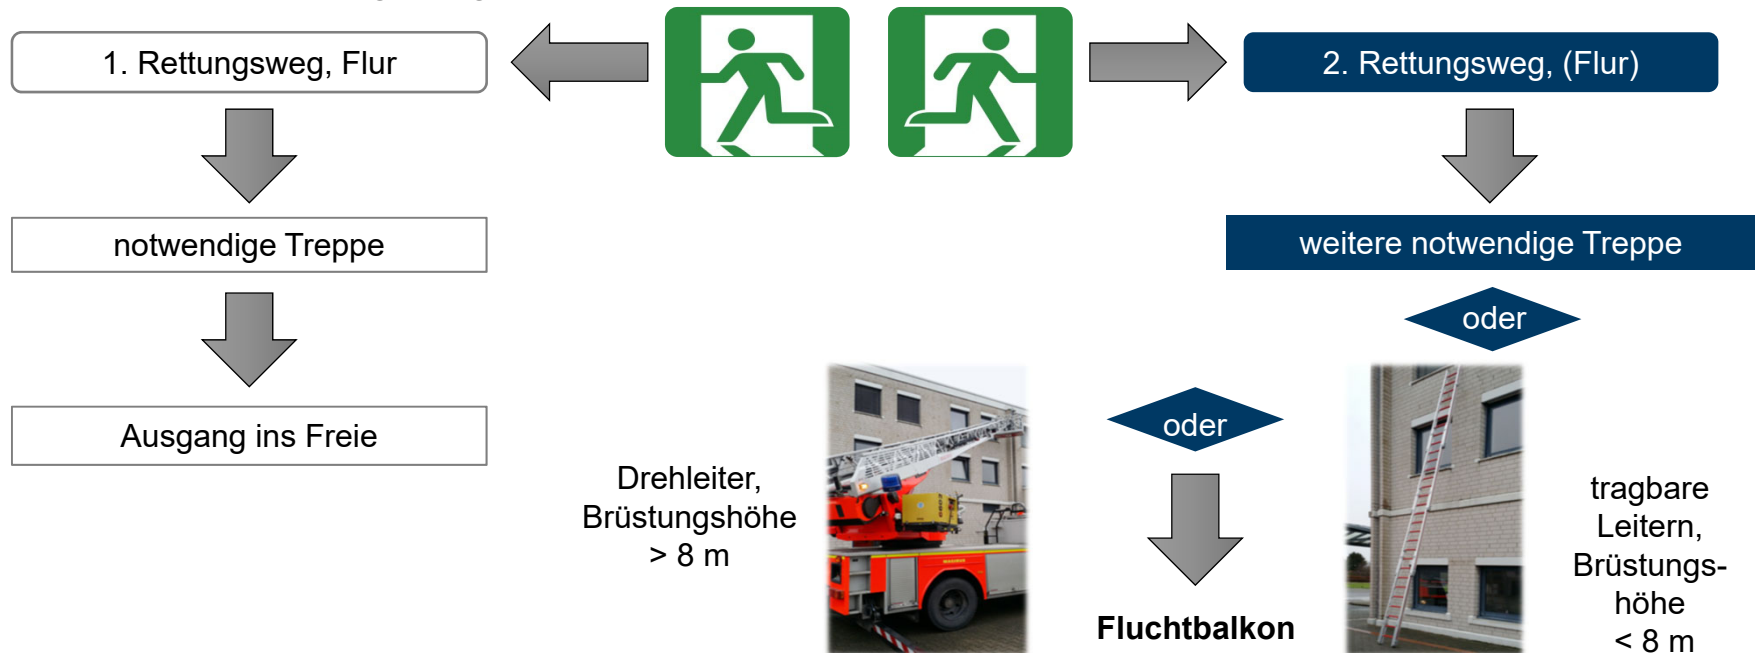 1. Rettungsweg, Flur
2. Rettungsweg, (Flur)
notwendige Treppe
weitere notwendige Treppe
oder
oder
Ausgang ins Freie
Drehleiter,
Brüstungshöhe
> 8 m
Fluchtbalkon
tragbare
Leitern,
Brüstungs-
höhe
< 8 m